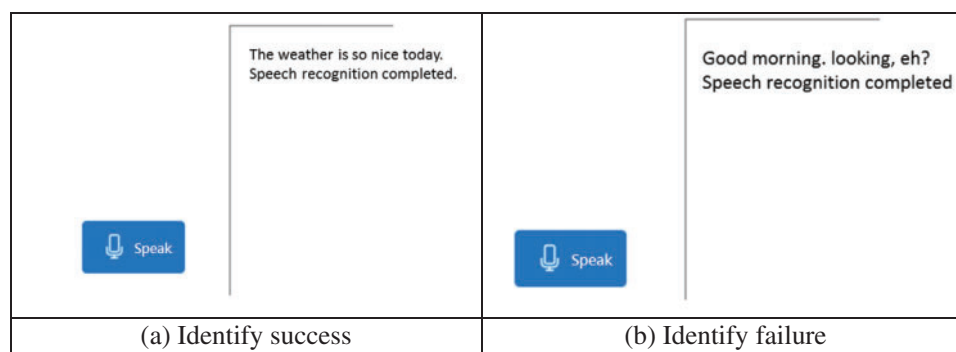 The weather is so nice today.
Speech recognition completed.
Speak
(a) Identify success
Good morning. looking, eh?
Speech recognition completed
Speak
(b) Identify failure